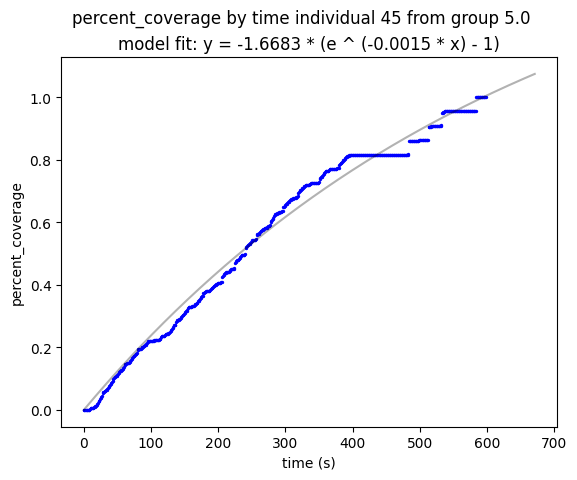 percent_coverage by time individual 45 from group 5.0
model fit: y = -1.6683 * (e ^ (-0.0015 * x) - 1)
1.0
0.8
0.6
0.4
0.2
0.0
percent_coverage
0 100 200 300 400 500 600 700
time (s)